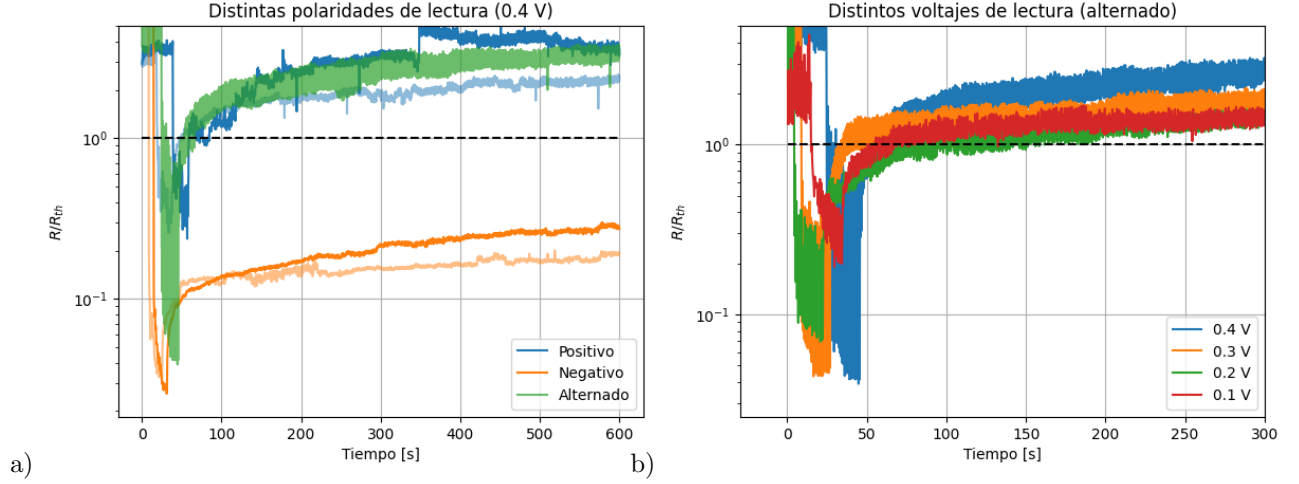 Distintas polaridades de lectura (0.4 V)
R/R_th
10^0
10^-1
0 100 200 300 400 500 600
Tiempo [s]
Positivo
Negativo
Alternado
a)
Distintos voltajes de lectura (alternado)
R/R_th
10^0
10^-1
0 50 100 150 200 250 300
Tiempo [s]
0.4 V
0.3 V
0.2 V
0.1 V
b)